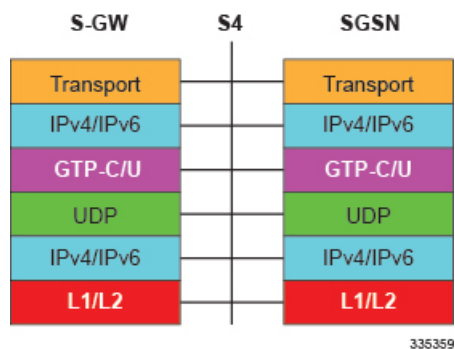 S-GW S4 SGSN
Transport Transport
IPv4/IPv6 IPv4/IPv6
GTP-C/U GTP-C/U
UDP UDP
IPv4/IPv6 IPv4/IPv6
L1/L2 L1/L2
335359